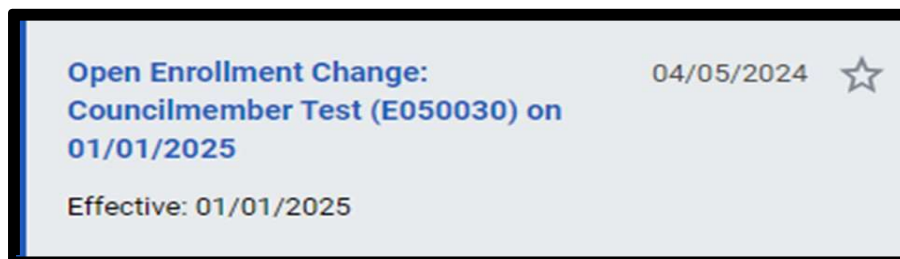 Open Enrollment Change:
04/05/2024
Councilmember Test (E050030) on
01/01/2025
Effective: 01/01/2025